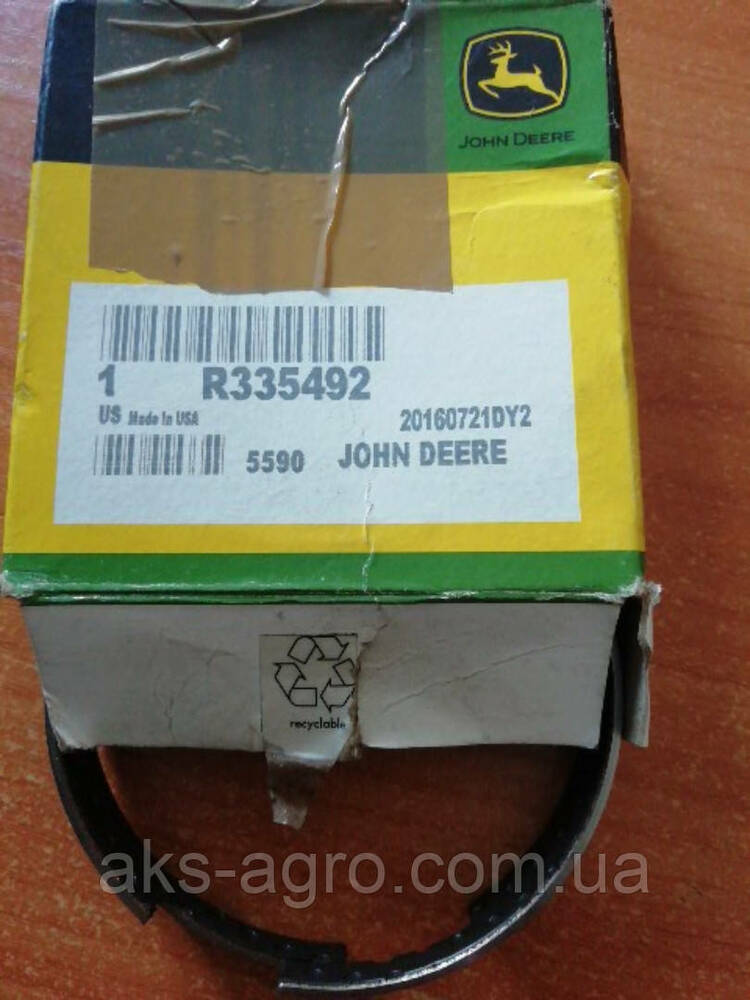 JOHN DEERE
1 R335492
US Made In USA 20160721DY2
5590 JOHN DEERE
recyclable
aks-agro.com.ua